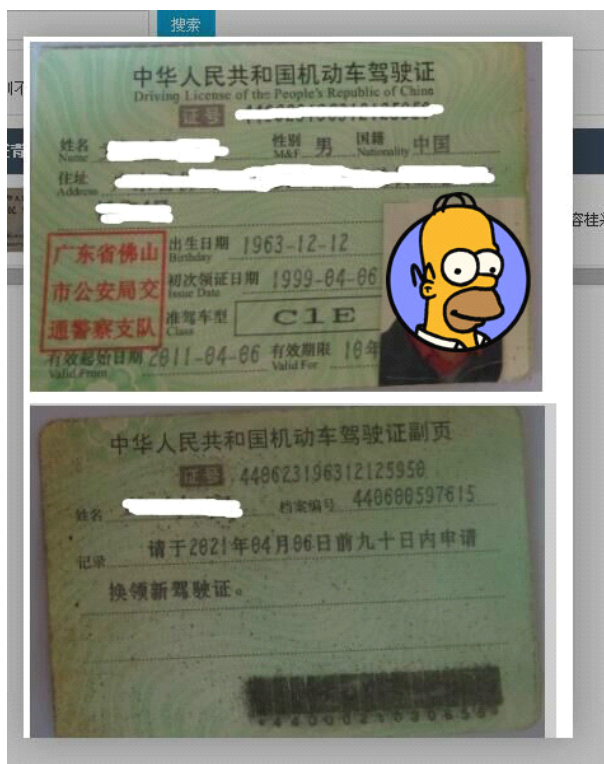 搜索
中华人民共和国机动车驾驶证
Driving License of the People's Republic of China
证号
姓名 性别 男 国籍 中国
Name M&F Nationality
住址
Address
广东省佛山
市公安局交
通警察支队
出生日期 1963-12-12
Birthday
初次领证日期 1999-04-06
Issue Date
准驾车型 C1E
Class
有效起始日期 2011-04-06 有效期限 10年
Valid From Valid For
中华人民共和国机动车驾驶证副页
证号 440623196312125950
姓名 档案编号 440600597615
记录 请于2021年04月06日前九十日内申请
换领新驾驶证。